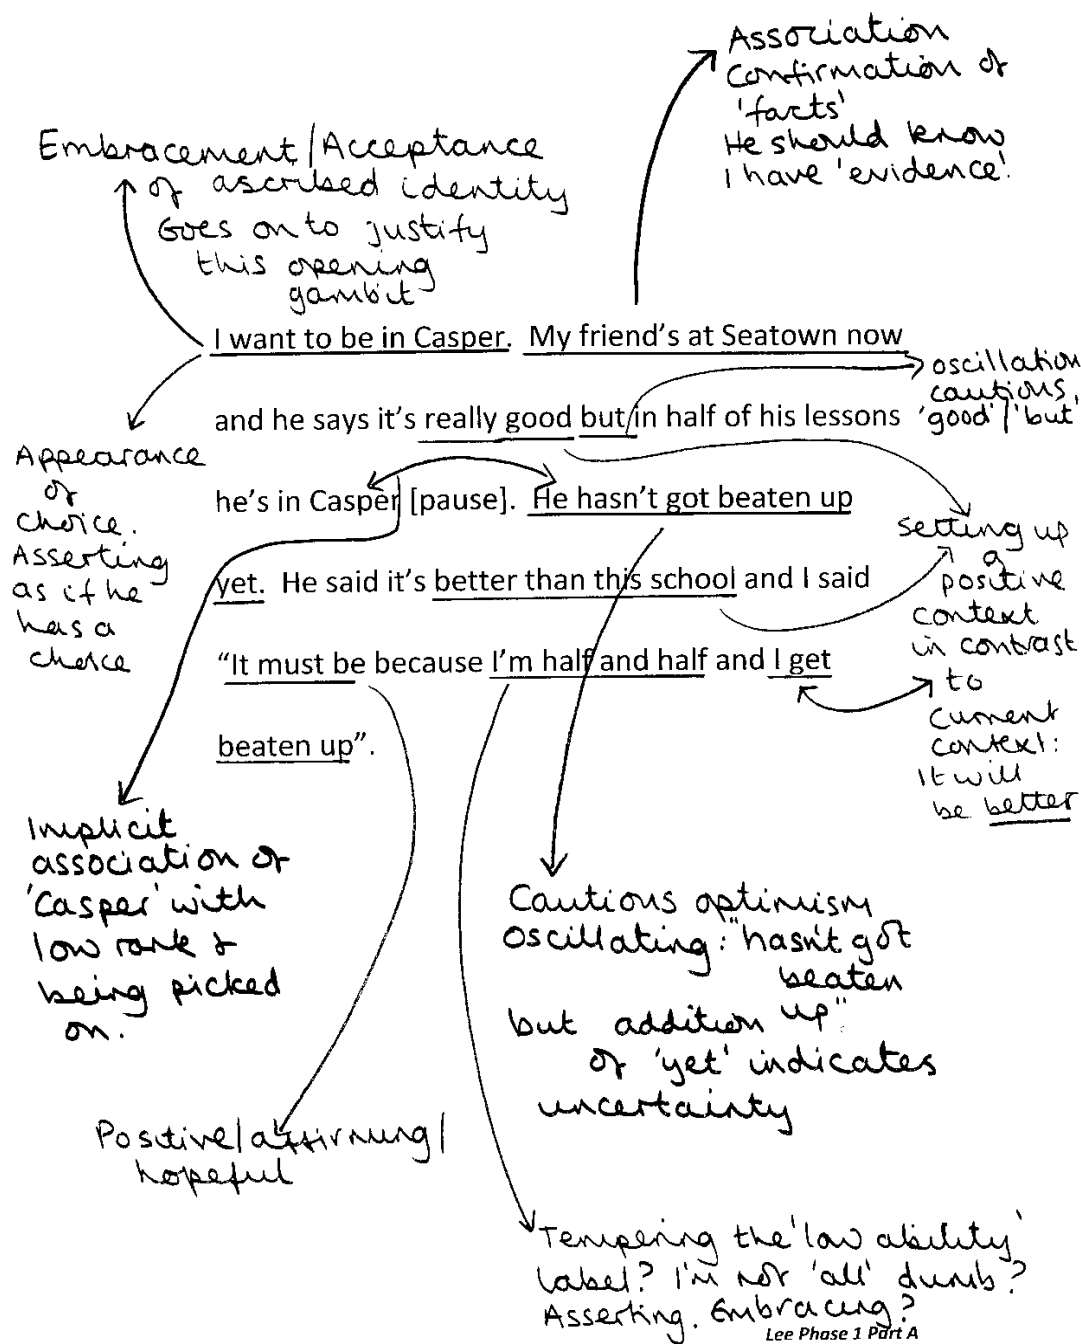 Association
Confirmation of
'facts'
He should know
I have 'evidence'!
Embracement/Acceptance
of ascribed identity
Goes on to justify
this opening
gambit
I want to be in Casper. My friend's at Seatown now
and he says it's really good but in half of his lessons
he's in Casper [pause]. He hasn't got beaten up
yet. He said it's better than this school and I said
"It must be because I'm half and half and I get
beaten up".
oscillation
cautious,
'good'/'but'
Appearance
of
choice.
Asserting
as if he
has a
choice
Setting up
a
positive
context
in contrast
to
current
context:
It will
be better
Implicit
association of
'Casper' with
low rank &
being picked
on.
Cautious optimism
oscillating: "hasn't got
beaten
up"
but addition
of 'yet' indicates
uncertainty
Positive/affirming/
hopeful
Tempering the 'low ability'
label? I'm not 'all' dumb?
Asserting. Embracing?
Lee Phase 1 Part A